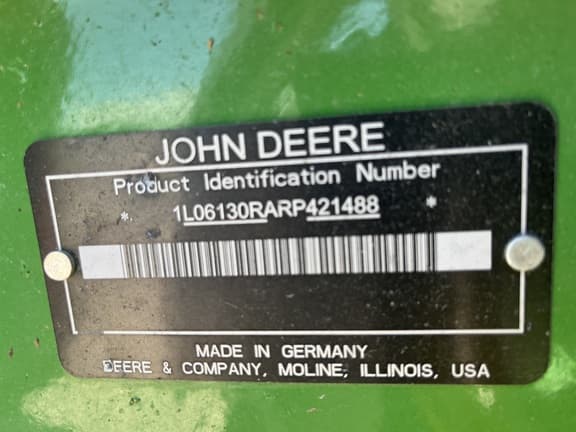 JOHN DEERE
Product Identification Number
* 1L06130RARP421488 *
MADE IN GERMANY
DEERE & COMPANY, MOLINE, ILLINOIS, USA